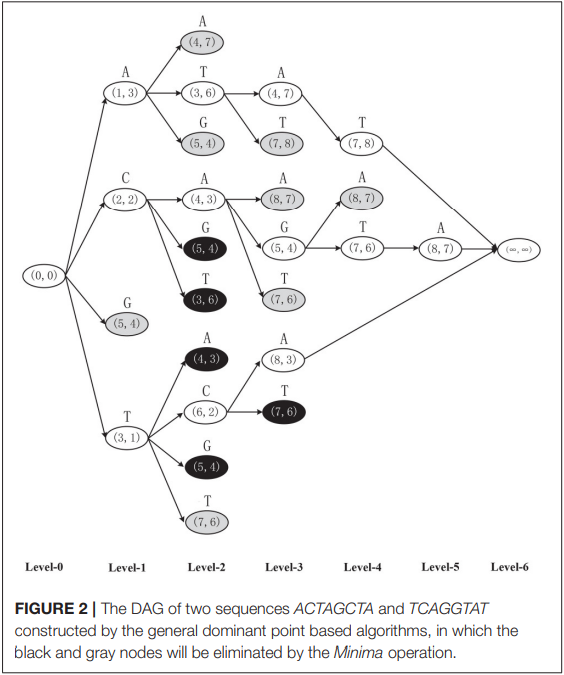 A
(4, 7)
A
T
A
(1, 3)
(3, 6)
(4, 7)
G
T
T
(5, 4)
(7, 8)
(7, 8)
C
A
A
A
(2, 2)
(4, 3)
(8, 7)
(8, 7)
G
G
T
A
(5, 4)
(5, 4)
(7, 6)
(8, 7)
(∞, ∞)
(0, 0)
T
T
(3, 6)
(7, 6)
G
(5, 4)
A
A
(4, 3)
(8, 3)
C
T
T
(3, 1)
(6, 2)
(7, 6)
G
(5, 4)
T
(7, 6)
Level-0 Level-1 Level-2 Level-3 Level-4 Level-5 Level-6
FIGURE 2 | The DAG of two sequences ACTAGCTA and TCAGGTAT
constructed by the general dominant point based algorithms, in which the
black and gray nodes will be eliminated by the Minima operation.